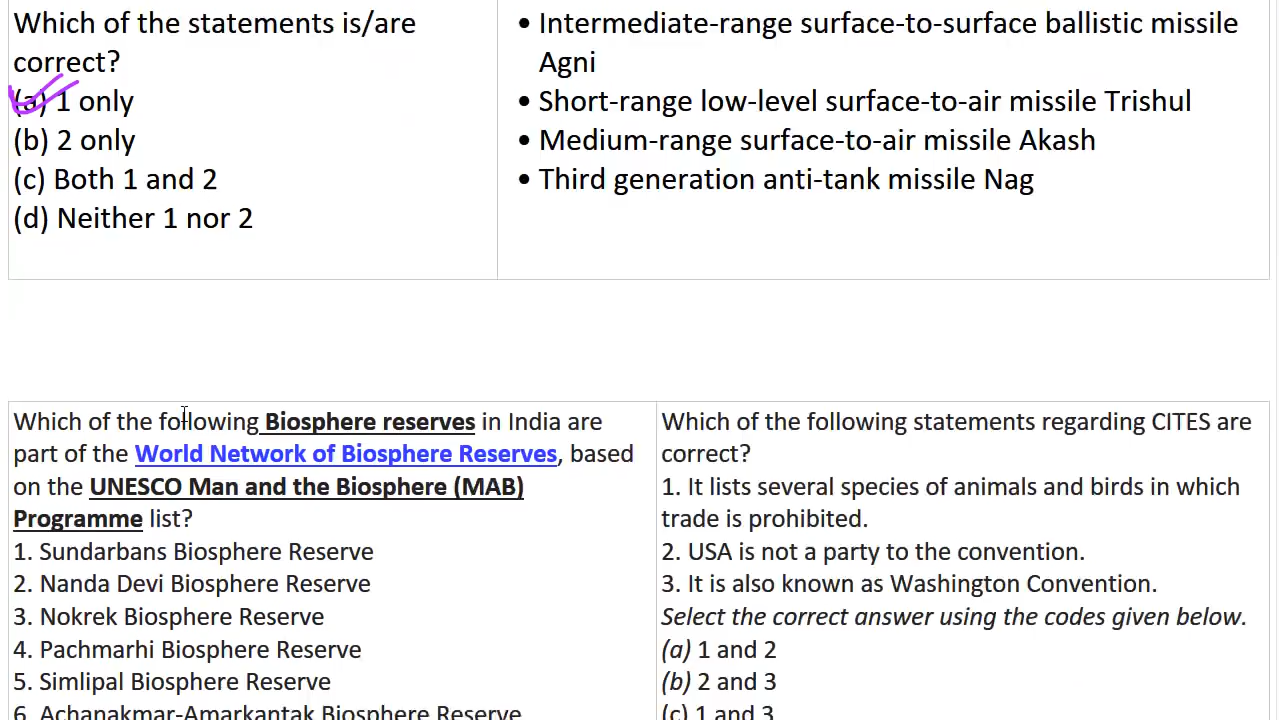 Which of the statements is/are
correct?
(a) 1 only
(b) 2 only
(c) Both 1 and 2
(d) Neither 1 nor 2
• Intermediate-range surface-to-surface ballistic missile
Agni
• Short-range low-level surface-to-air missile Trishul
• Medium-range surface-to-air missile Akash
• Third generation anti-tank missile Nag
Which of the following Biosphere reserves in India are
part of the World Network of Biosphere Reserves, based
on the UNESCO Man and the Biosphere (MAB)
Programme list?
1. Sundarbans Biosphere Reserve
2. Nanda Devi Biosphere Reserve
3. Nokrek Biosphere Reserve
4. Pachmarhi Biosphere Reserve
5. Simlipal Biosphere Reserve
6. Achanakmar-Amarkantak Biosphere Reserve
Which of the following statements regarding CITES are
correct?
1. It lists several species of animals and birds in which
trade is prohibited.
2. USA is not a party to the convention.
3. It is also known as Washington Convention.
Select the correct answer using the codes given below.
(a) 1 and 2
(b) 2 and 3
(c) 1 and 3